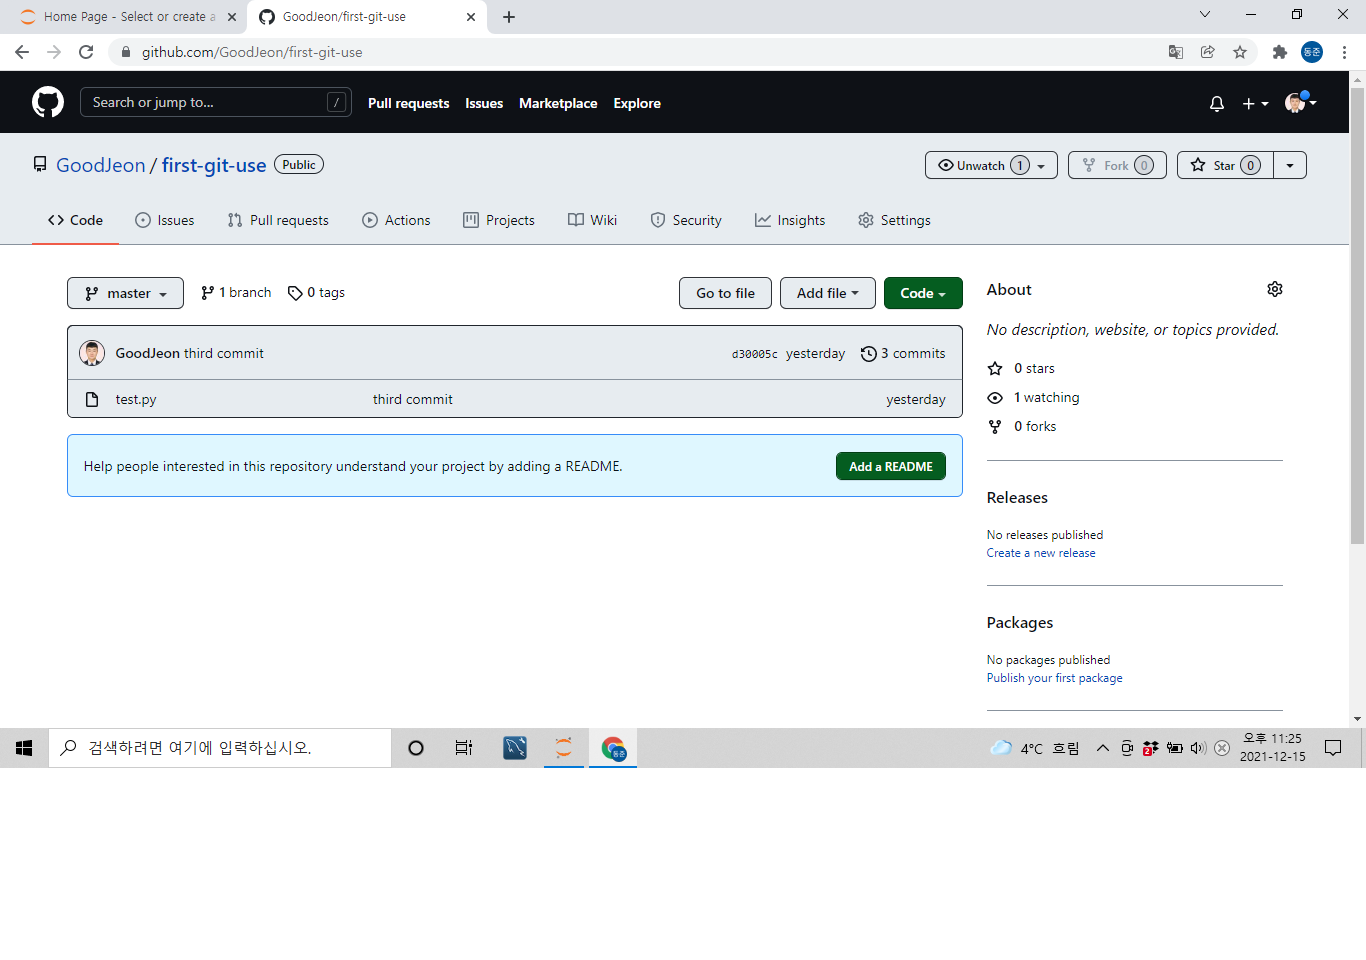 Home Page - Select or create a
GoodJeon/first-git-use
github.com/GoodJeon/first-git-use
동준
Search or jump to...
/
Pull requests
Issues
Marketplace
Explore
GoodJeon / first-git-use
Public
Unwatch 1
Fork 0
Star 0
Code
Issues
Pull requests
Actions
Projects
Wiki
Security
Insights
Settings
master
1 branch
0 tags
Go to file
Add file
Code
GoodJeon third commit
d30005c yesterday
3 commits
test.py
third commit
yesterday
Help people interested in this repository understand your project by adding a README.
Add a README
About
No description, website, or topics provided.
0 stars
1 watching
0 forks
Releases
No releases published
Create a new release
Packages
No packages published
Publish your first package
검색하려면 여기에 입력하십시오.
동준
4°C 흐림
2
오후 11:25
2021-12-15